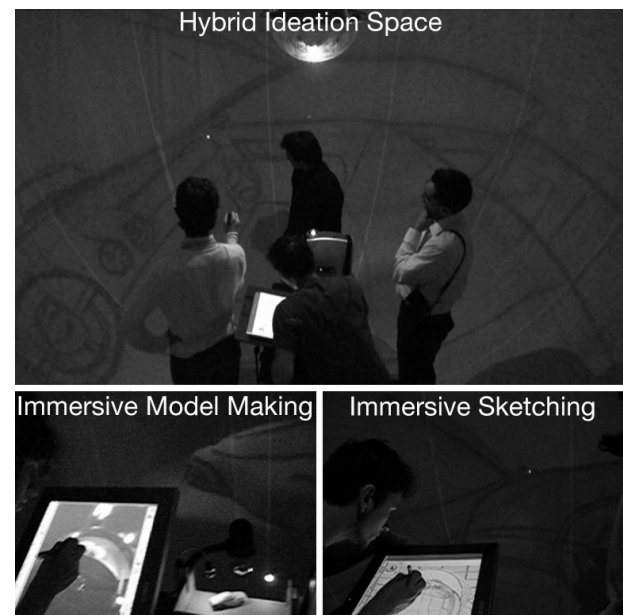 Hybrid Ideation Space
Immersive Model Making
Immersive Sketching